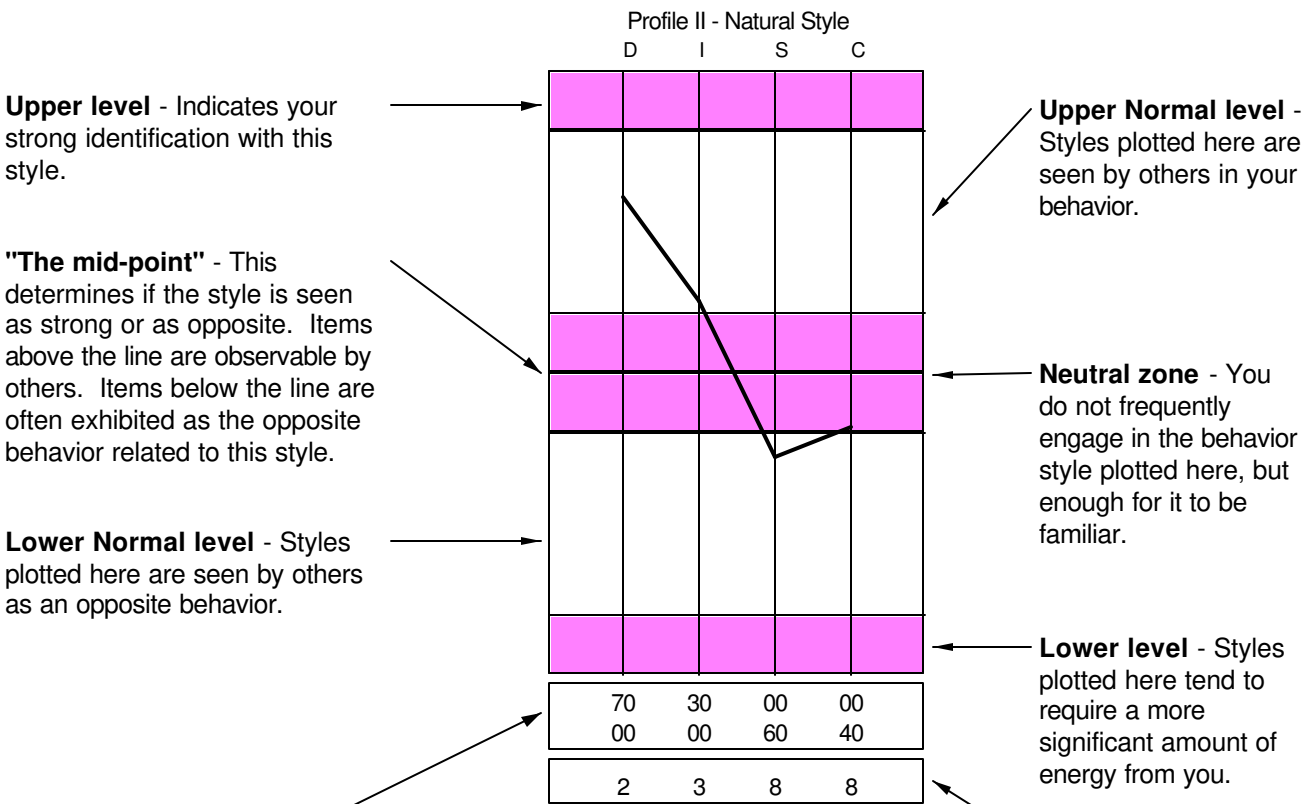 Profile II - Natural Style
D I S C
Upper level - Indicates your
strong identification with this
style.
"The mid-point" - This
determines if the style is seen
as strong or as opposite. Items
above the line are observable by
others. Items below the line are
often exhibited as the opposite
behavior related to this style.
Lower Normal level - Styles
plotted here are seen by others
as an opposite behavior.
Upper Normal level -
Styles plotted here are
seen by others in your
behavior.
Neutral zone - You
do not frequently
engage in the behavior
style plotted here, but
enough for it to be
familiar.
Lower level - Styles
plotted here tend to
require a more
significant amount of
energy from you.
70 30 00 00
00 00 60 40
2 3 8 8